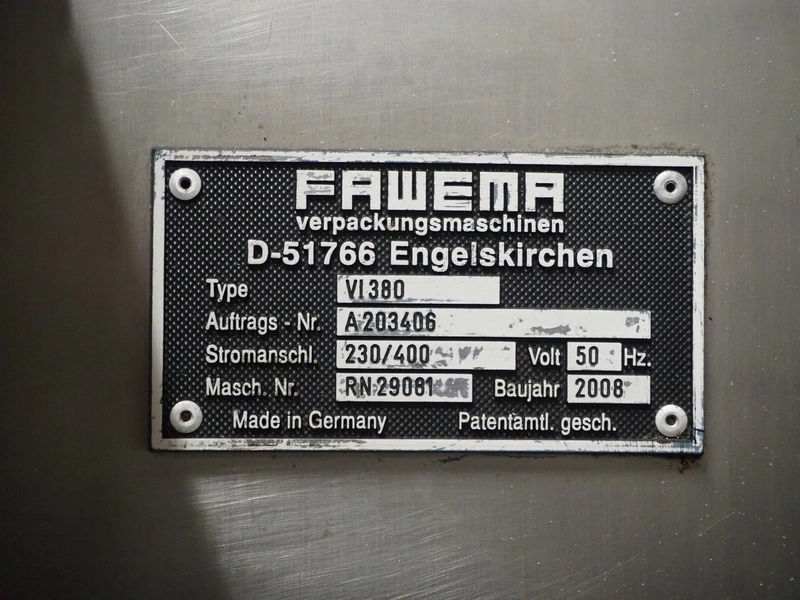 FAWEMA
verpackungsmaschinen
D-51766 Engelskirchen
Type VI 380
Auftrags - Nr. A 203406
Stromanschl. 230/400 Volt 50 Hz.
Masch. Nr. RN 29081 Baujahr 2008
Made in Germany Patentamtl. gesch.